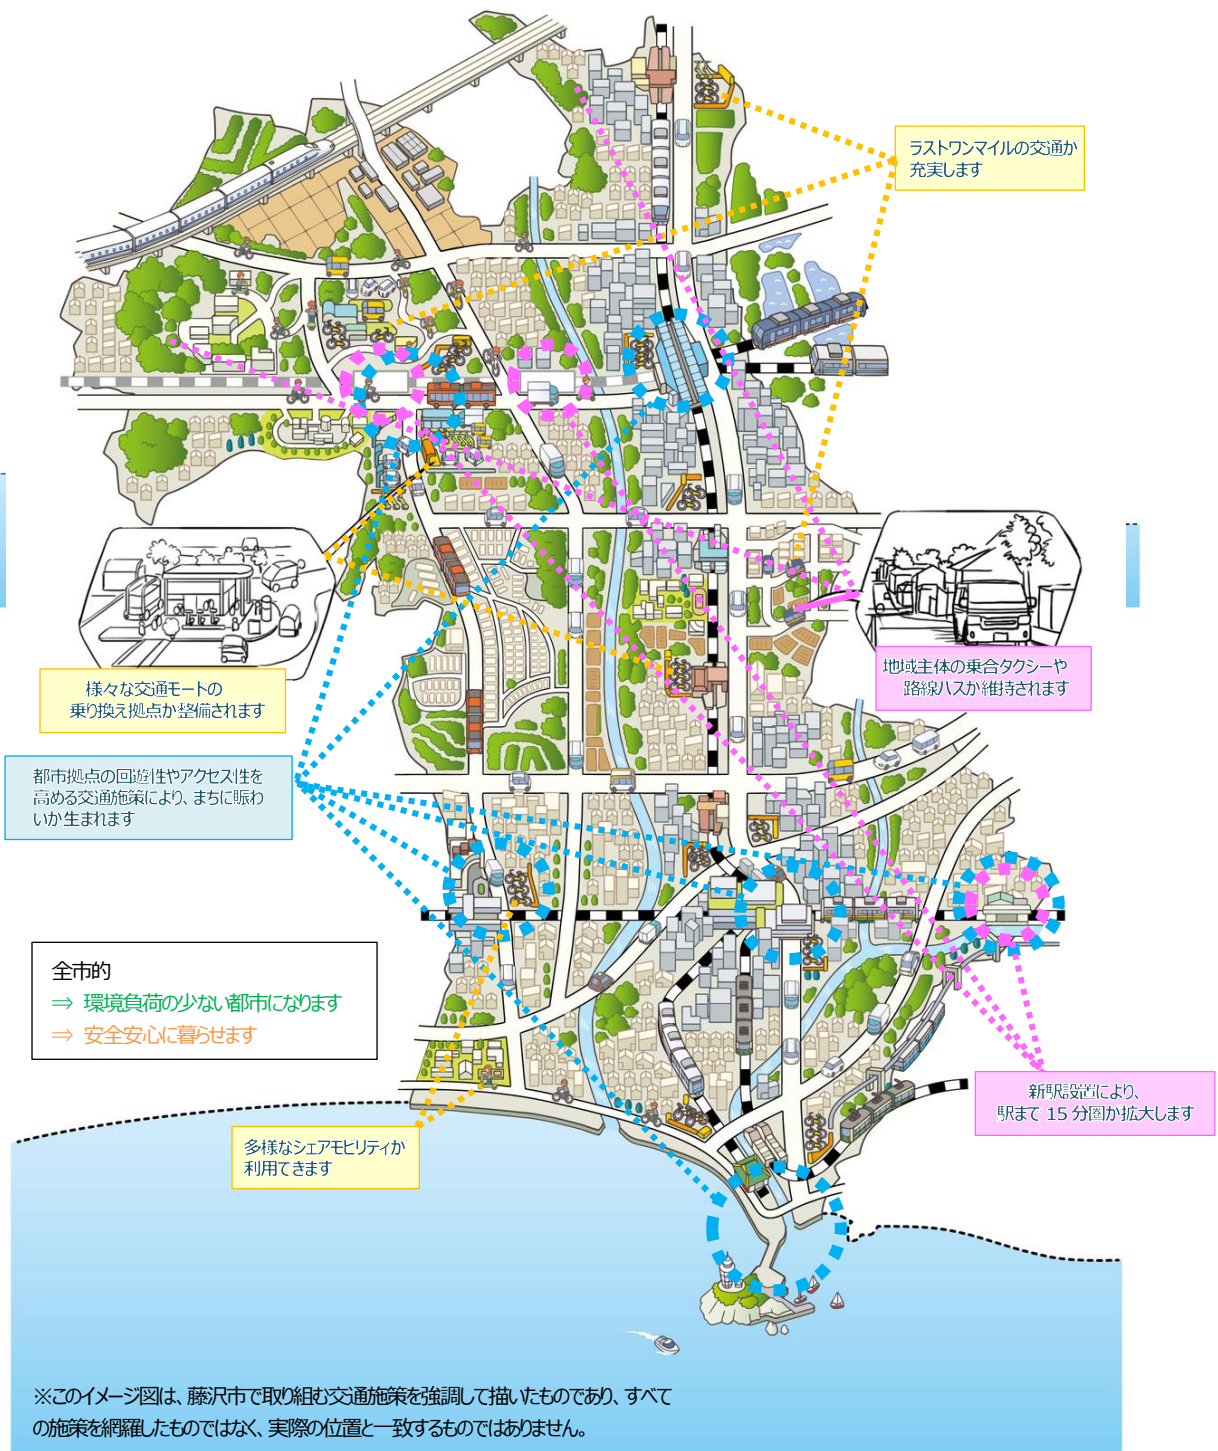 ラストワンマイルの交通か
充実します
様々な交通モートの
乗り換え拠点か整備されます
地域主体の乗合タクシーや
路線ハスか維持されます
都市拠点の回遊性やアクセス性を
高める交通施策により、まちに賑わ
いか生まれます
全市的
⇒ 環境負荷の少ない都市になります
⇒ 安全安心に暮らせます
新駅設置により、
駅まて 15 分圏か拡大します
多様なシェアモヒリティか
利用てきます
※このイメージ図は、藤沢市で取り組む交通施策を強調して描いたものであり、すべて
の施策を網羅したものではなく、実際の位置と一致するものではありません。